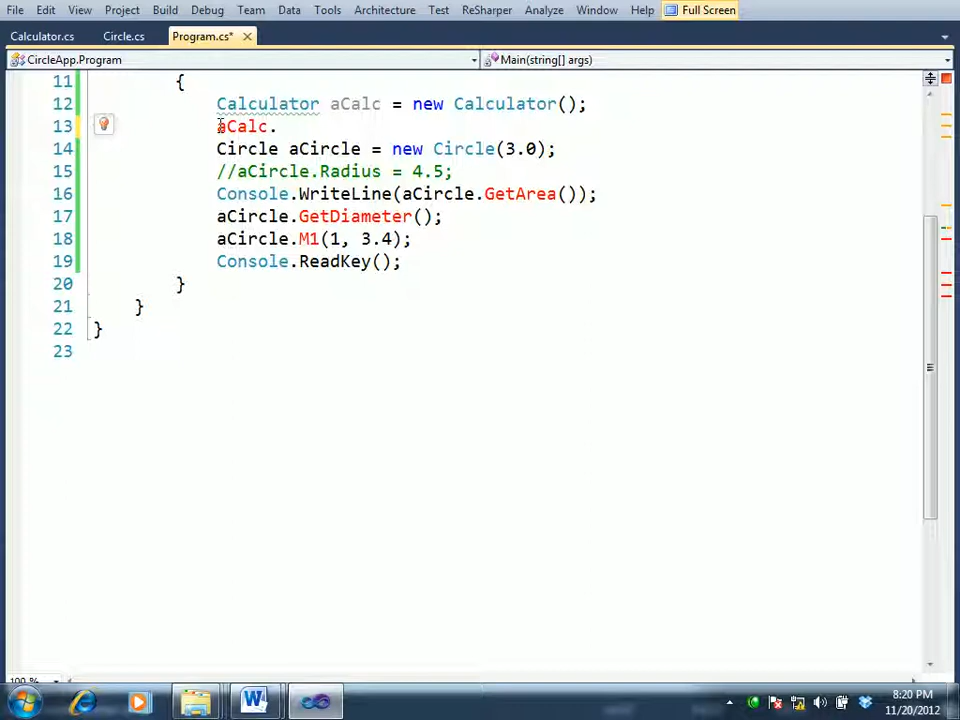 File Edit View Project Build Debug Team Data Tools Architecture Test ReSharper Analyze Window Help Full Screen
Calculator.cs Circle.cs Program.cs*
CircleApp.Program Main(string[] args)
11 {
12 Calculator aCalc = new Calculator();
13 aCalc.
14 Circle aCircle = new Circle(3.0);
15 //aCircle.Radius = 4.5;
16 Console.WriteLine(aCircle.GetArea());
17 aCircle.GetDiameter();
18 aCircle.M1(1, 3.4);
19 Console.ReadKey();
20 }
21 }
22 }
23
100 %
8:20 PM
11/20/2012